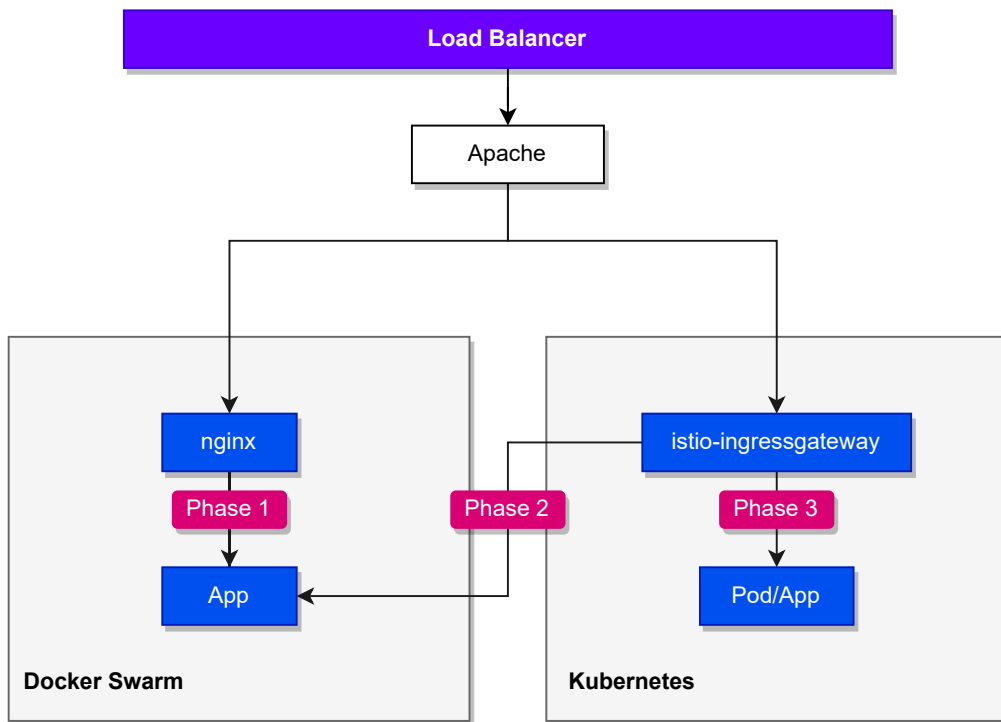 Load Balancer
Apache
nginx
istio-ingressgateway
Phase 1
Phase 2
Phase 3
App
Pod/App
Docker Swarm
Kubernetes